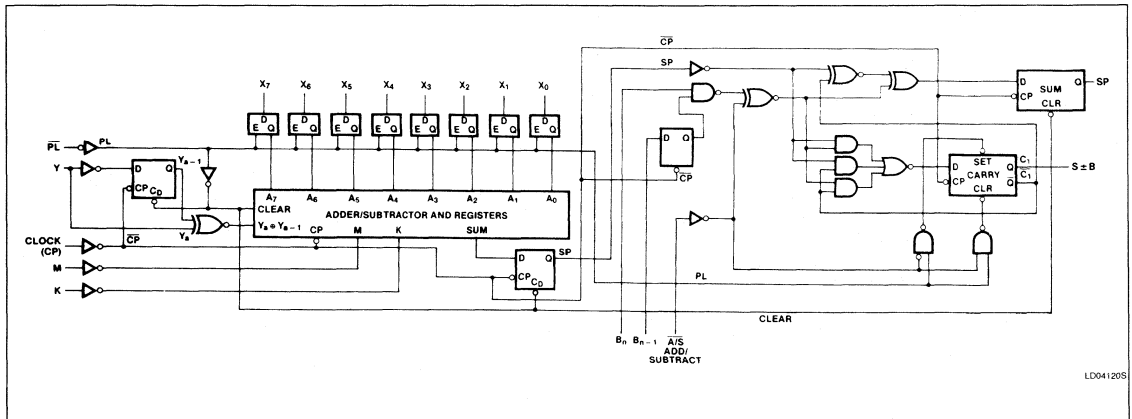 CP
SP
X7 X6 X5 X4 X3 X2 X1 X0
D D D D D D D D
E Q E Q E Q E Q E Q E Q E Q E Q
D Q SP
SUM
CP
CLR
PL PL
Y
Ya-1
D Q
CP
CD
D Q
CP
SET
D Q C1 S±B
CARRY C1
CP Q
CLR
A7 A6 A5 A4 A3 A2 A1 A0
CLEAR
ADDER/SUBTRACTOR AND REGISTERS
Ya ⊕ Ya-1 CP M K SUM
Ya
CLOCK
(CP)
CP
M
K
D Q SP
CP
CD
PL
CLEAR
Bn Bn-1 A/S
ADD/
SUBTRACT
LD04120S